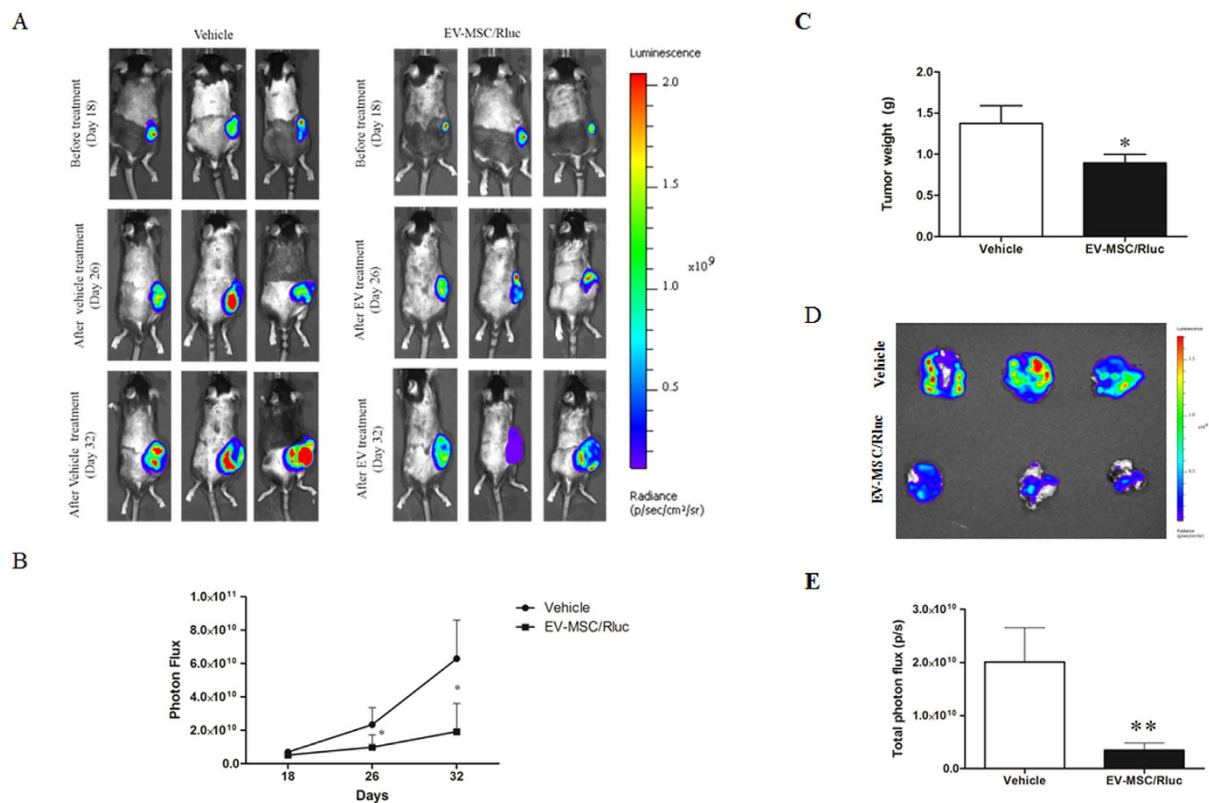 A
Vehicle
EV-MSC/Rluc
Before treatment
(Day 18)
Before treatment
(Day 18)
After vehicle treatment
(Day 26)
After EV treatment
(Day 26)
After Vehicle treatment
(Day 32)
After EV treatment
(Day 32)
Luminescence
2.0
1.5
1.0
x10⁹
0.5
Radiance
(p/sec/cm²/sr)
B
Photon Flux
1.0×10¹¹
8.0×10¹⁰
6.0×10¹⁰
4.0×10¹⁰
2.0×10¹⁰
0.0
18
26
32
Days
Vehicle
EV-MSC/Rluc
*
*
C
Tumor weight (g)
2.0
1.5
1.0
0.5
0.0
*
Vehicle
EV-MSC/Rluc
D
Vehicle
EV-MSC/Rluc
Luminescence
x10⁹
Radiance
(p/sec/cm²/sr)
E
Total photon flux (p/s)
3.0×10¹⁰
2.0×10¹⁰
1.0×10¹⁰
0.0
**
Vehicle
EV-MSC/Rluc